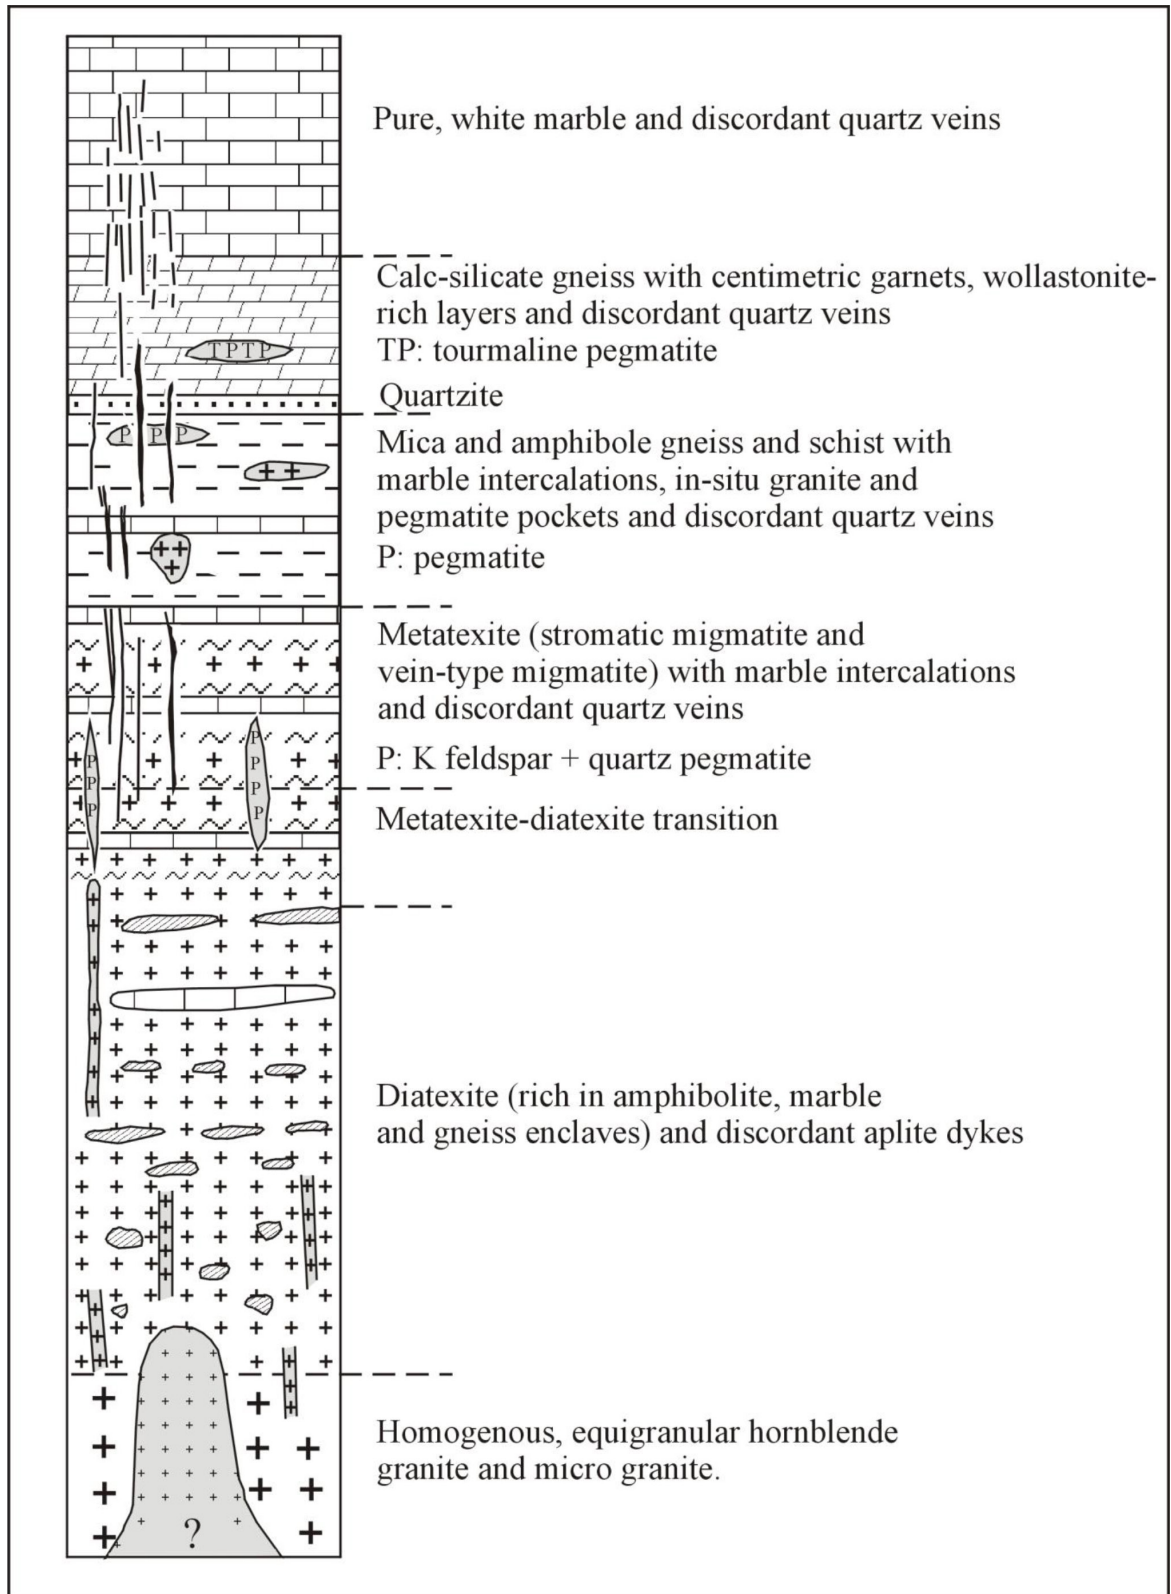 Pure, white marble and discordant quartz veins
Calc-silicate gneiss with centimetric garnets, wollastonite-
rich layers and discordant quartz veins
TPTP
TP: tourmaline pegmatite
Quartzite
P P P
Mica and amphibole gneiss and schist with
marble intercalations, in-situ granite and
pegmatite pockets and discordant quartz veins
P: pegmatite
Metatexite (stromatic migmatite and
vein-type migmatite) with marble intercalations
and discordant quartz veins
P
P
P
P
P
P
P
P: K feldspar + quartz pegmatite
Metatexite-diatexite transition
Diatexite (rich in amphibolite, marble
and gneiss enclaves) and discordant aplite dykes
Homogenous, equigranular hornblende
granite and micro granite.
?